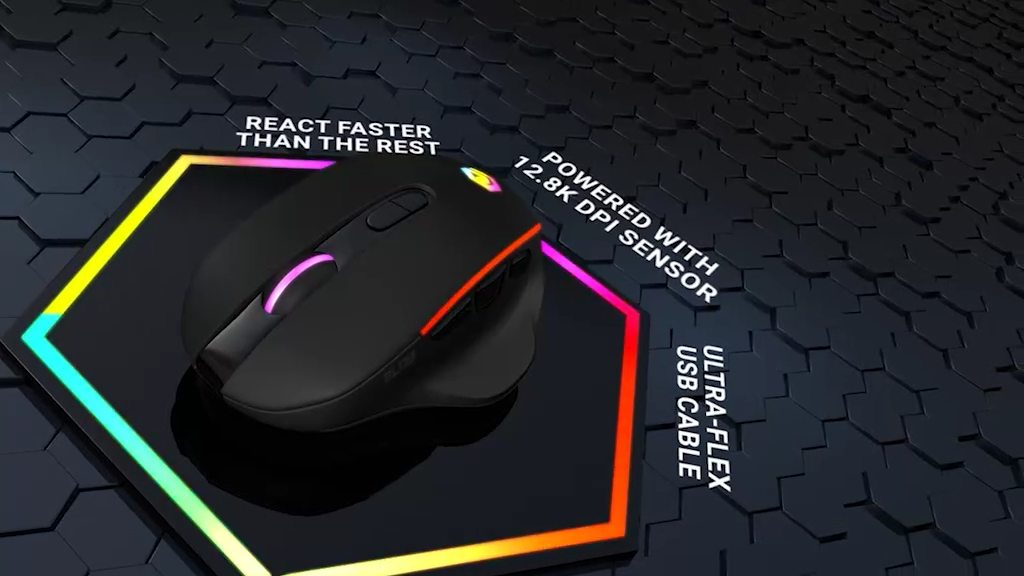 REACT FASTER
THAN THE REST
POWERED WITH
12.8K DPI SENSOR
ULTRA-FLEX
USB CABLE